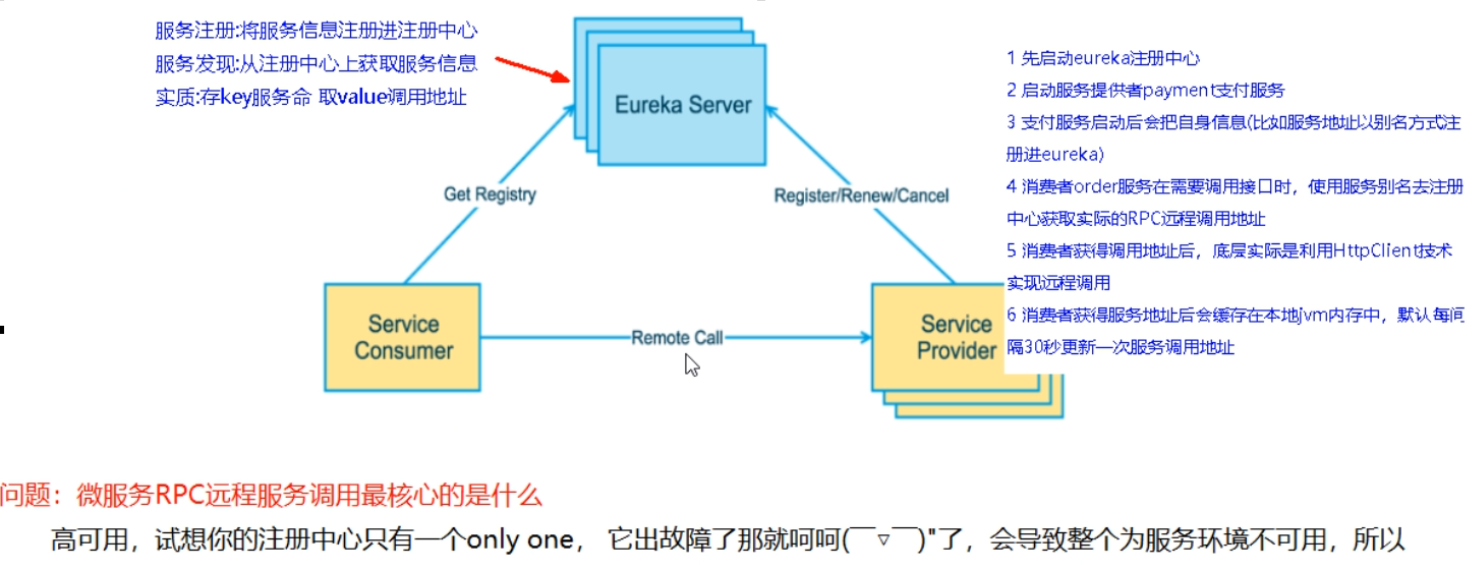 服务注册:将服务信息注册进注册中心
服务发现:从注册中心上获取服务信息
实质:存key服务命 取value调用地址
Eureka Server
1 先启动eureka注册中心
2 启动服务提供者payment支付服务
3 支付服务启动后会把自身信息(比如服务地址以别名方式注
册进eureka)
4 消费者order服务在需要调用接口时，使用服务别名去注册
中心获取实际的RPC远程调用地址
5 消费者获得调用地址后，底层实际是利用HttpClient技术
实现远程调用
6 消费者获得服务地址后会缓存在本地jvm内存中，默认每间
隔30秒更新一次服务调用地址
Get Registry
Register/Renew/Cancel
Service
Consumer
Remote Call
Service
Provider
问题：微服务RPC远程服务调用最核心的是什么
高可用，试想你的注册中心只有一个only one， 它出故障了那就呵呵(￣▽￣)"了，会导致整个为服务环境不可用，所以